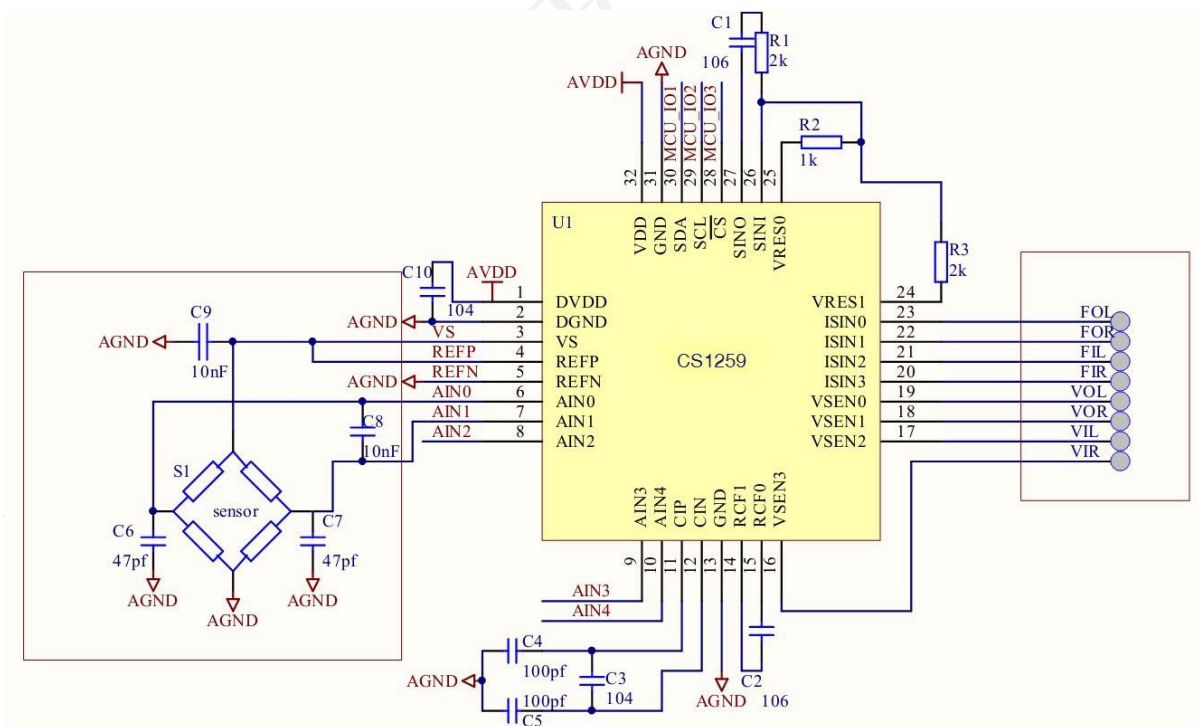 C1
106
R1
2k
AGND
AVDD
MCU_IO1
MCU_IO2
MCU_IO3
R2
1k
32
31
30
29
28
27
26
25
U1
VDD
GND
SDA
SCL
CS
SINO
SINI
VRES0
R3
2k
C10
104
AVDD
AGND
1 DVDD
2 DGND
VS 3 VS
REFP 4 REFP
REFN 5 REFN
AIN0 6 AIN0
AIN1 7 AIN1
AIN2 8 AIN2
AGND
C9
10nF
AGND
C8
10nF
S1
sensor
C6
47pf
AGND
C7
47pf
AGND
AGND
CS1259
VRES1 24
ISIN0 23 FOL
ISIN1 22 FOR
ISIN2 21 FIL
ISIN3 20 FIR
VSEN0 19 VOL
VSEN1 18 VOR
VSEN2 17 VIL
VIR
AIN3
AIN4
CIP
CIN
GND
RCF1
RCF0
VSEN3
9
10
11
12
13
14
15
16
AIN3
AIN4
AGND
C4
100pf
C3
104
100pf
C5
AGND
C2
106